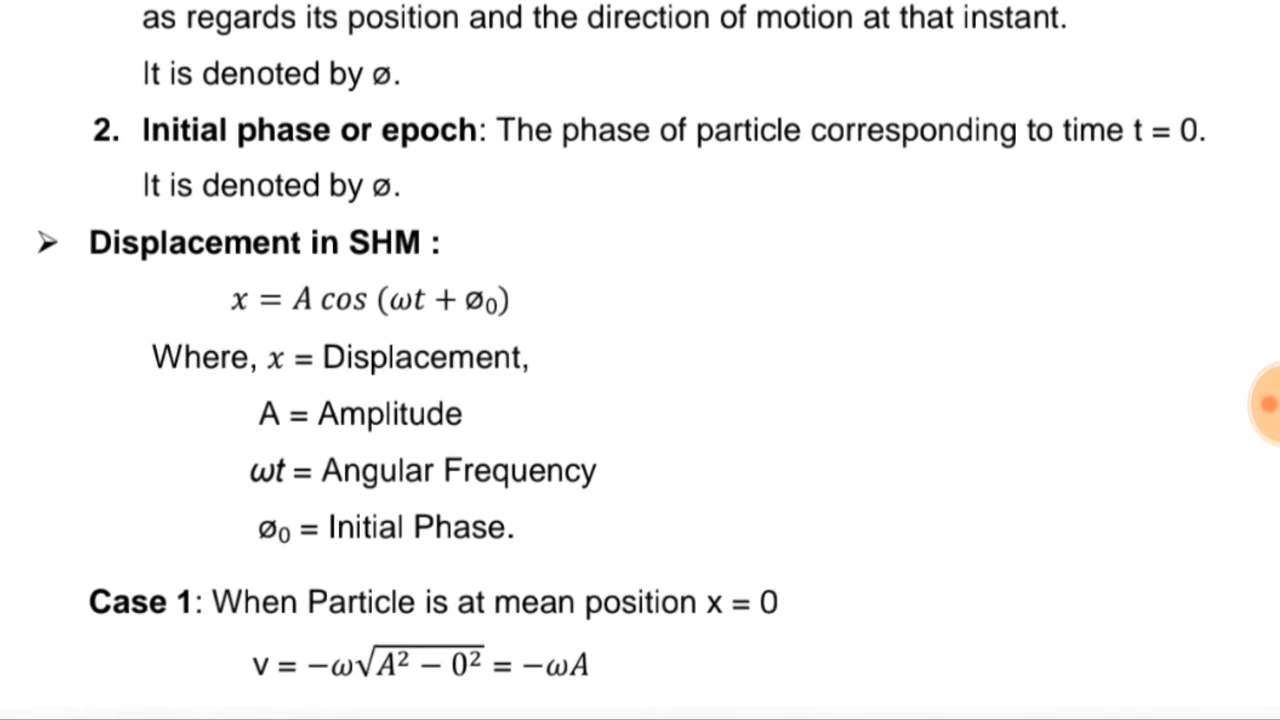 as regards its position and the direction of motion at that instant.
It is denoted by ø.
2. Initial phase or epoch: The phase of particle corresponding to time t = 0.
It is denoted by ø.
➢ Displacement in SHM :
x = A cos (ωt + ø₀)
Where, x = Displacement,
A = Amplitude
ωt = Angular Frequency
ø₀ = Initial Phase.
Case 1: When Particle is at mean position x = 0
v = −ω√A² − 0² = −ωA